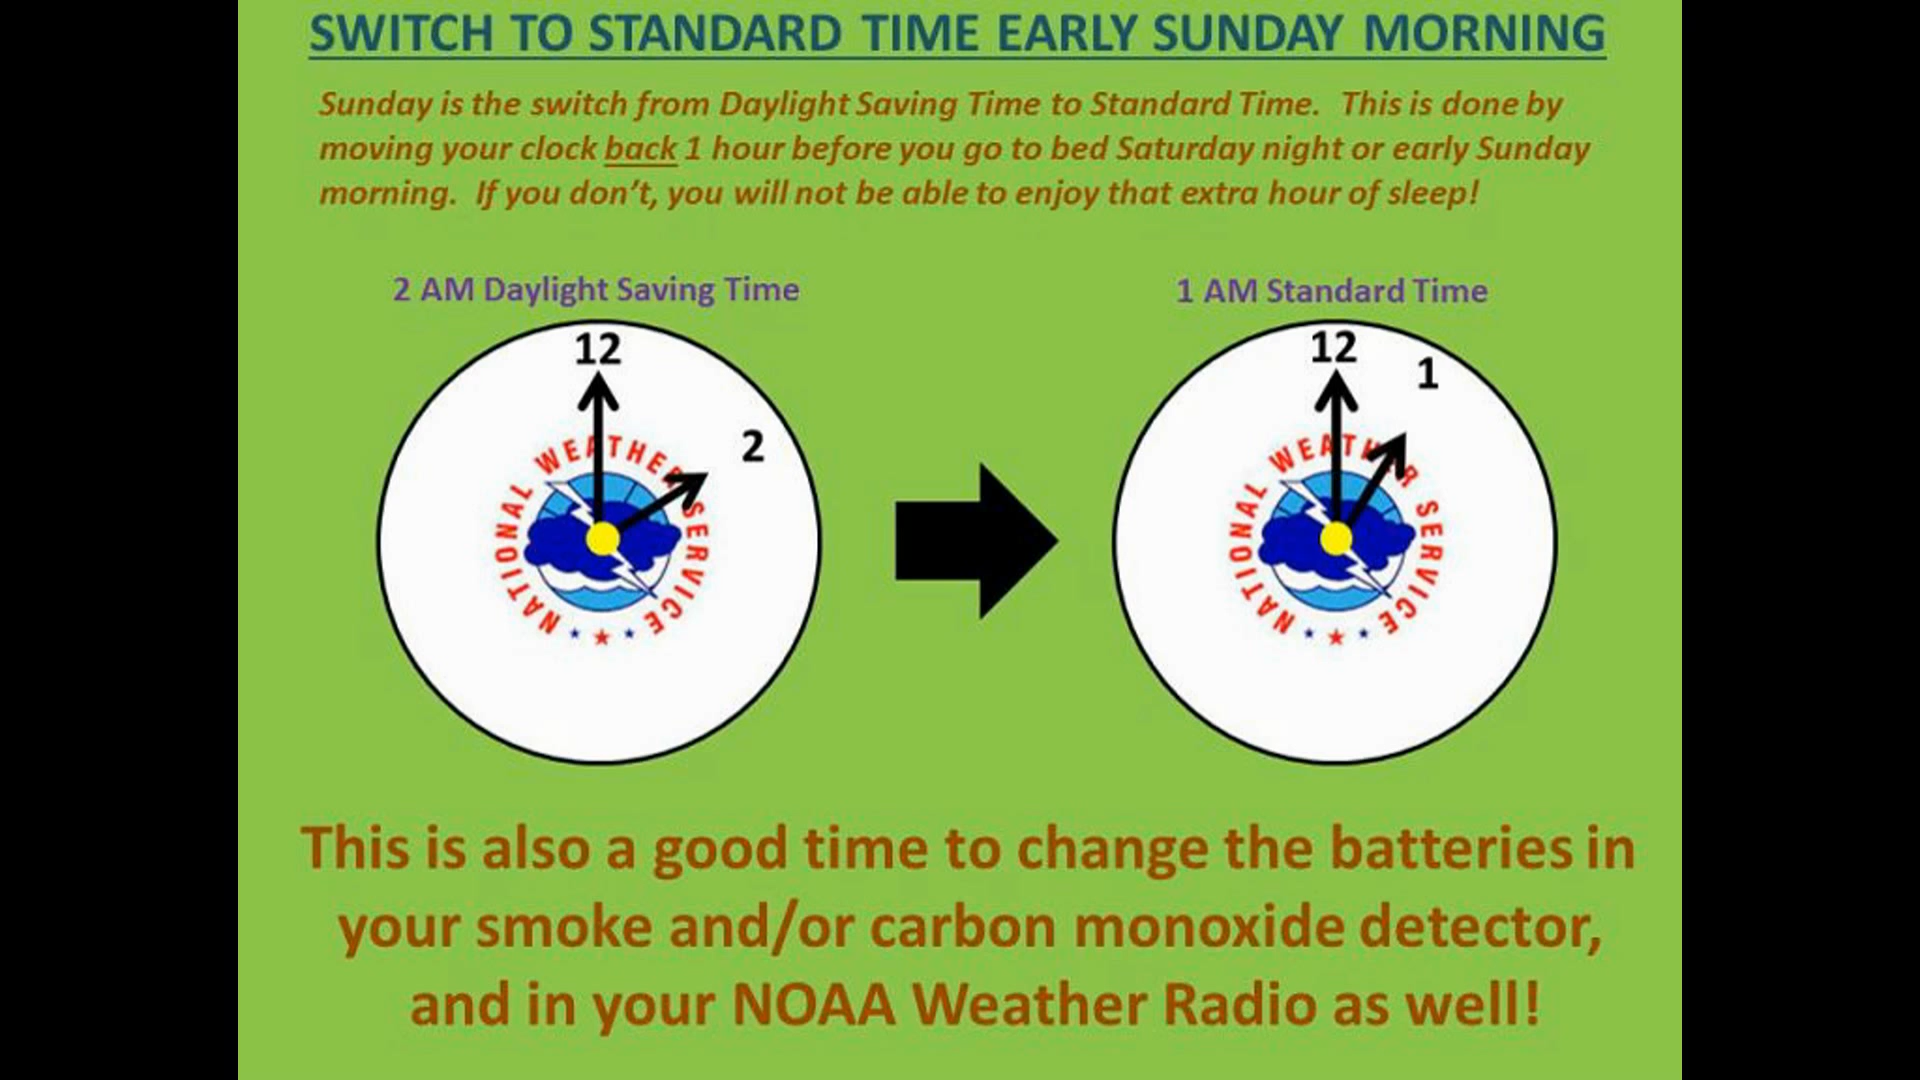 SWITCH TO STANDARD TIME EARLY SUNDAY MORNING
Sunday is the switch from Daylight Saving Time to Standard Time. This is done by
moving your clock back 1 hour before you go to bed Saturday night or early Sunday
morning. If you don't, you will not be able to enjoy that extra hour of sleep!
2 AM Daylight Saving Time
1 AM Standard Time
12
2
NATIONAL WEATHER SERVICE
12
1
NATIONAL WEATHER SERVICE
This is also a good time to change the batteries in
your smoke and/or carbon monoxide detector,
and in your NOAA Weather Radio as well!